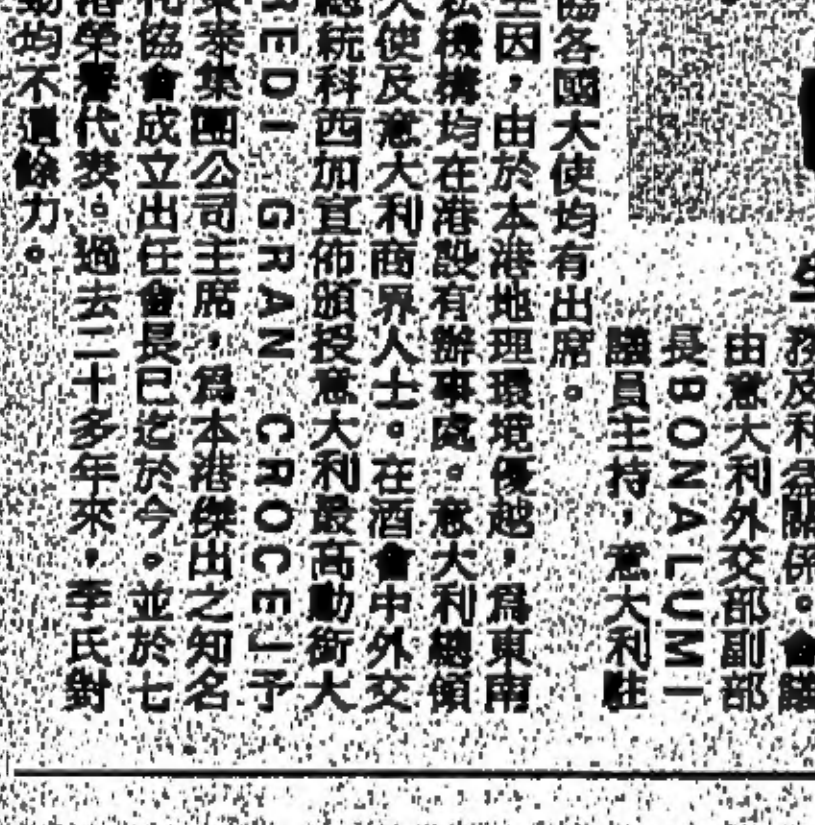 務及利益關係。會議
由意大利外交部副部
長BONALUMI
議員主持，意大利駐
協各國大使均有出席。
主因，由於本港地理環境優越，爲東南
私機構均在港設有辦事處。意大利總領
大使及意大利商界人士。在酒會中外交
總統科西加宣佈頒授意大利最高勳銜大
REDI GRAN CROCE」予
東泰集團公司主席，爲本港傑出之知名
化協會成立出任會長已迄於今。並於七
港榮譽代表。過去二十多年來，李氏對
動均不遺餘力。